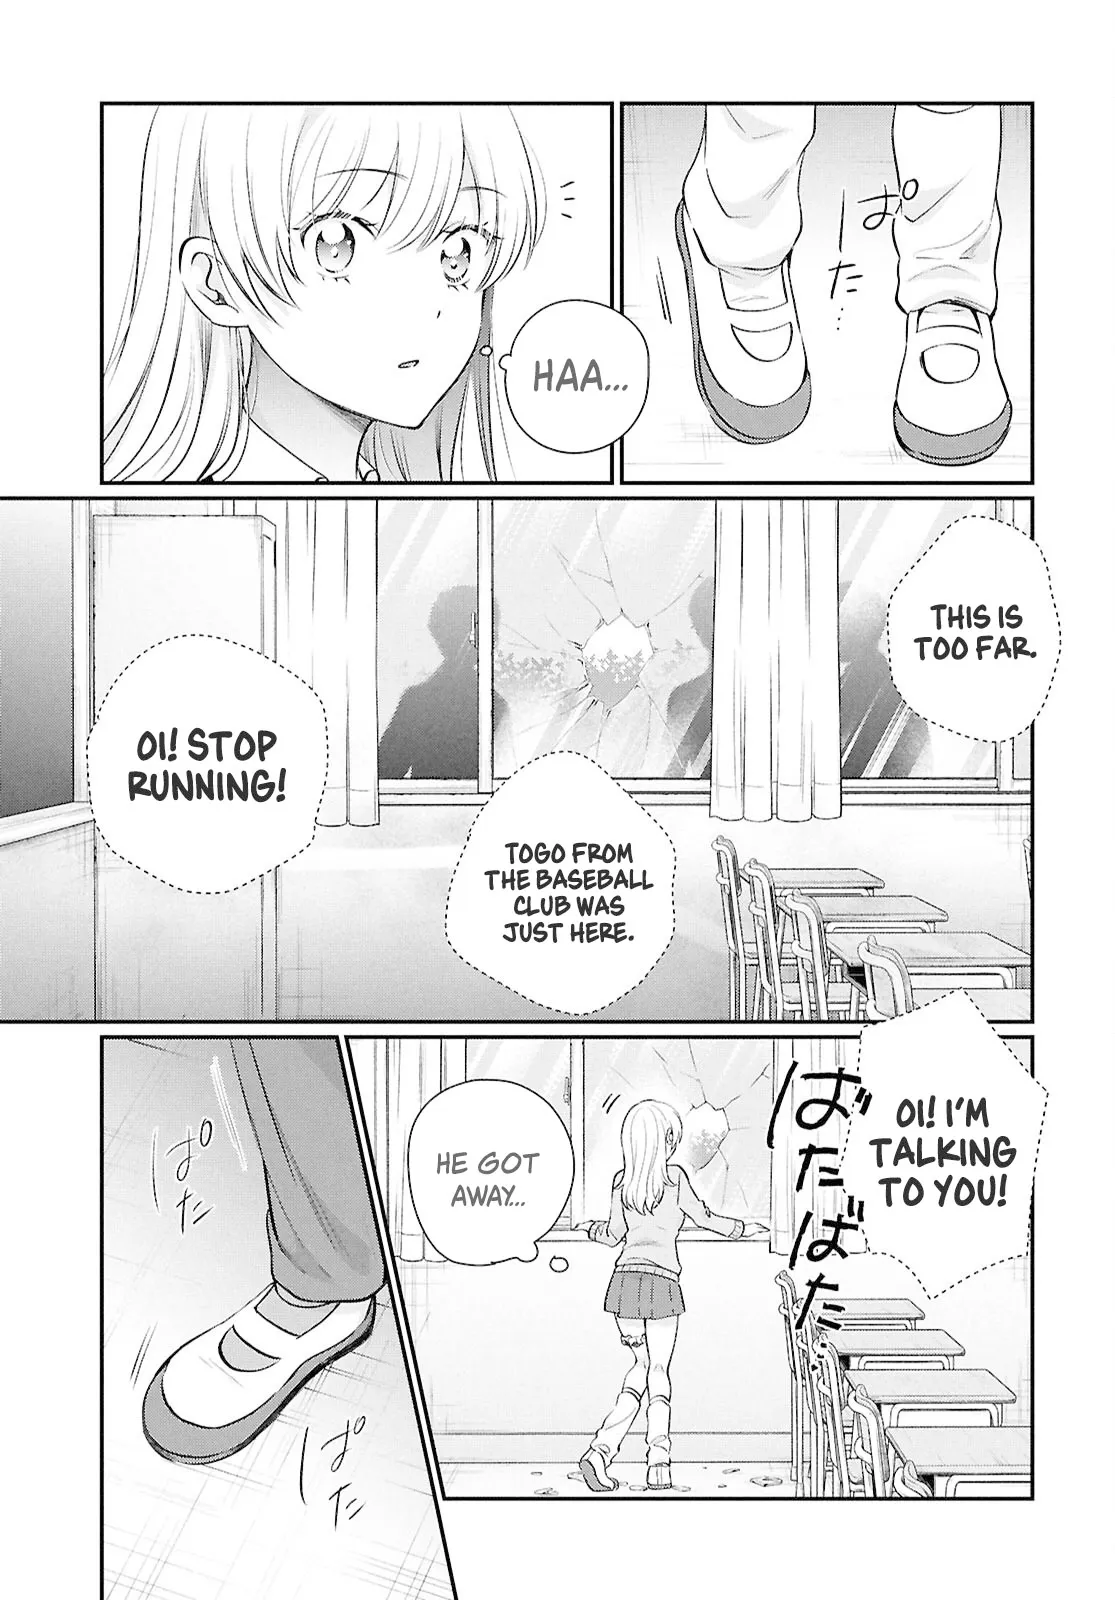 ぱ
た
…
HAA...
THIS IS
TOO FAR.
OI! STOP
RUNNING!
TOGO FROM
THE BASEBALL
CLUB WAS
JUST HERE.
OI! I'M
TALKING
TO YOU!
ばたばた
HE GOT
AWAY...
ぱ
た
ぱ
た